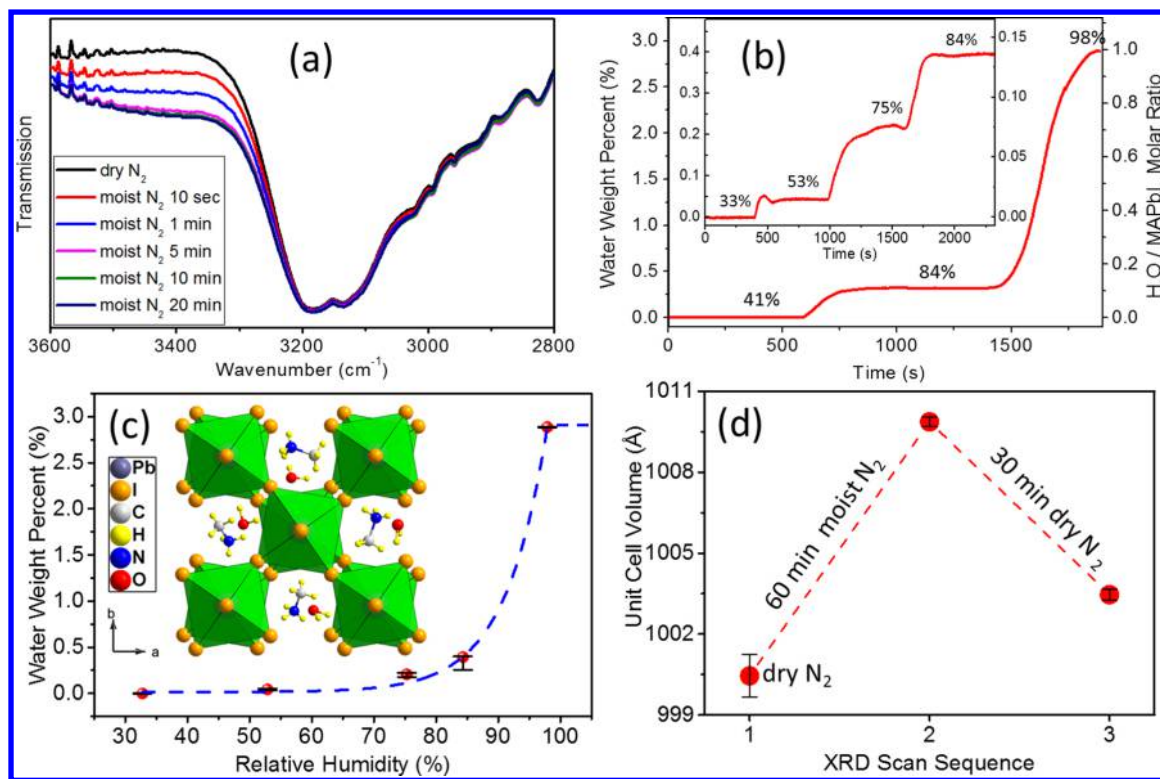 (a)
Transmission
dry N2
moist N2 10 sec
moist N2 1 min
moist N2 5 min
moist N2 10 min
moist N2 20 min
3600 3400 3200 3000 2800
Wavenumber (cm-1)
(b)
Water Weight Percent (%)
3.0
2.5
2.0
1.5
1.0
0.5
0.0
0 500 1000 1500
Time (s)
H O / MAPbI Molar Ratio
1.0
0.8
0.6
0.4
0.2
0.0
41%
84%
98%
0.4
0.3
0.2
0.1
0.0
0.15
0.10
0.05
0.00
33%
53%
75%
84%
0 500 1000 1500 2000
Time (s)
(c)
Water Weight Percent (%)
3.0
2.5
2.0
1.5
1.0
0.5
0.0
Pb
I
C
H
N
O
b
a
30 40 50 60 70 80 90 100
Relative Humidity (%)
(d)
Unit Cell Volume (Å)
1011
1008
1005
1002
999
60 min moist N2
30 min dry N2
dry N2
1 2 3
XRD Scan Sequence